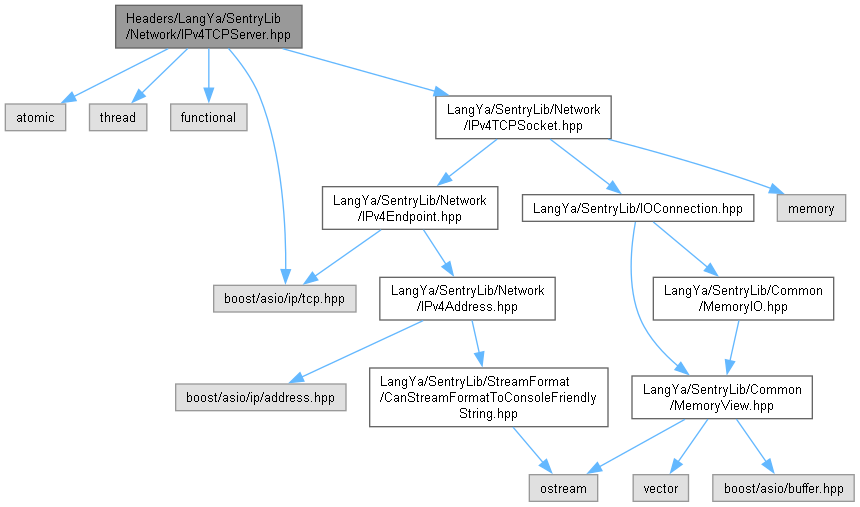 Headers/LangYa/SentryLib
/Network/IPv4TCPServer.hpp
atomic
thread
functional
LangYa/SentryLib/Network
/IPv4TCPSocket.hpp
LangYa/SentryLib/Network
/IPv4Endpoint.hpp
LangYa/SentryLib/IOConnection.hpp
memory
boost/asio/ip/tcp.hpp
LangYa/SentryLib/Network
/IPv4Address.hpp
LangYa/SentryLib/Common
/MemoryIO.hpp
boost/asio/ip/address.hpp
LangYa/SentryLib/StreamFormat
/CanStreamFormatToConsoleFriendly
String.hpp
LangYa/SentryLib/Common
/MemoryView.hpp
ostream
vector
boost/asio/buffer.hpp